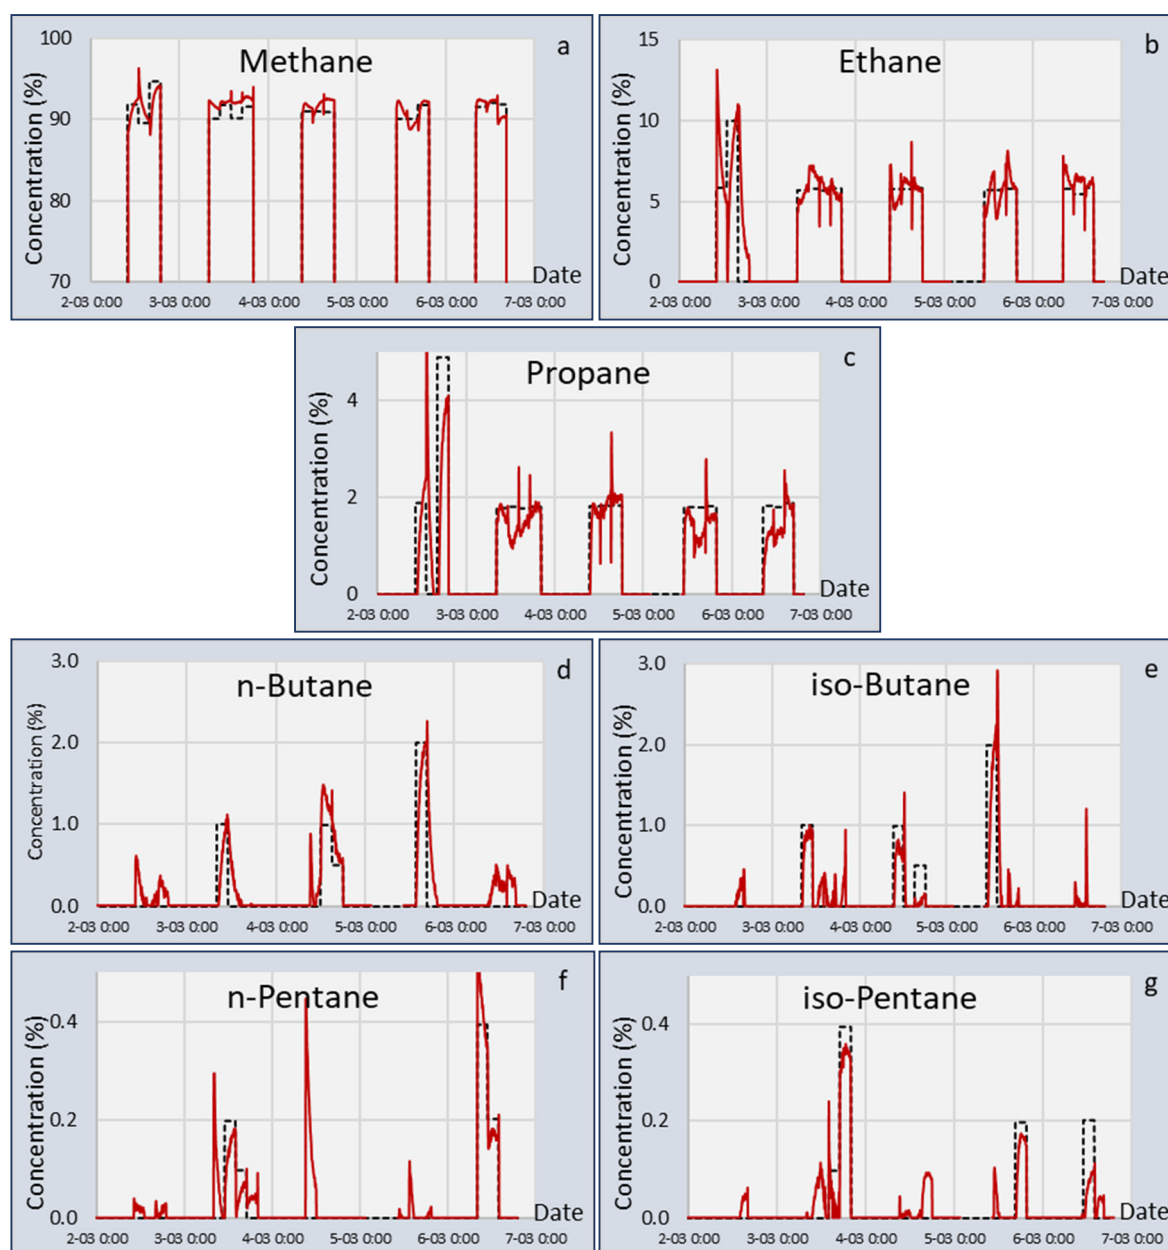 a
Methane
Concentration (%)
100
90
80
70
2-03 0:00 3-03 0:00 4-03 0:00 5-03 0:00 6-03 0:00 7-03 0:00
Date
b
Ethane
Concentration (%)
15
10
5
0
2-03 0:00 3-03 0:00 4-03 0:00 5-03 0:00 6-03 0:00 7-03 0:00
Date
c
Propane
Concentration (%)
4
2
0
2-03 0:00 3-03 0:00 4-03 0:00 5-03 0:00 6-03 0:00 7-03 0:00
Date
d
n-Butane
Concentration (%)
3.0
2.0
1.0
0.0
2-03 0:00 3-03 0:00 4-03 0:00 5-03 0:00 6-03 0:00 7-03 0:00
Date
e
iso-Butane
Concentration (%)
3.0
2.0
1.0
0.0
2-03 0:00 3-03 0:00 4-03 0:00 5-03 0:00 6-03 0:00 7-03 0:00
Date
f
n-Pentane
Concentration (%)
0.4
0.2
0.0
2-03 0:00 3-03 0:00 4-03 0:00 5-03 0:00 6-03 0:00 7-03 0:00
Date
g
iso-Pentane
Concentration (%)
0.4
0.2
0.0
2-03 0:00 3-03 0:00 4-03 0:00 5-03 0:00 6-03 0:00 7-03 0:00
Date